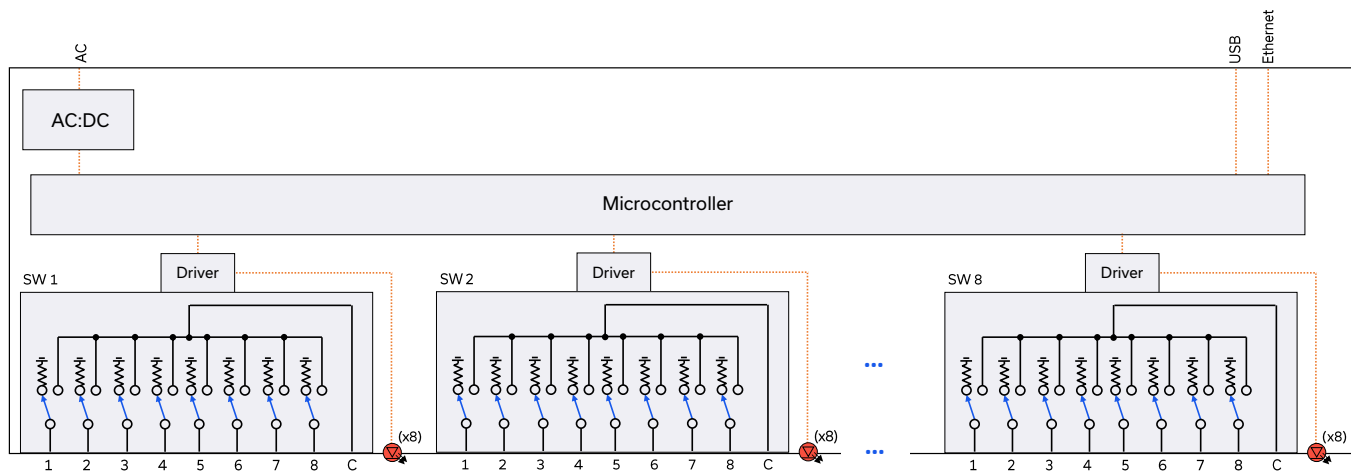 AC
USB
Ethernet
AC:DC
Microcontroller
SW 1
Driver
SW 2
Driver
SW 8
Driver
1 2 3 4 5 6 7 8 C
(x8)
1 2 3 4 5 6 7 8 C
(x8)
1 2 3 4 5 6 7 8 C
(x8)